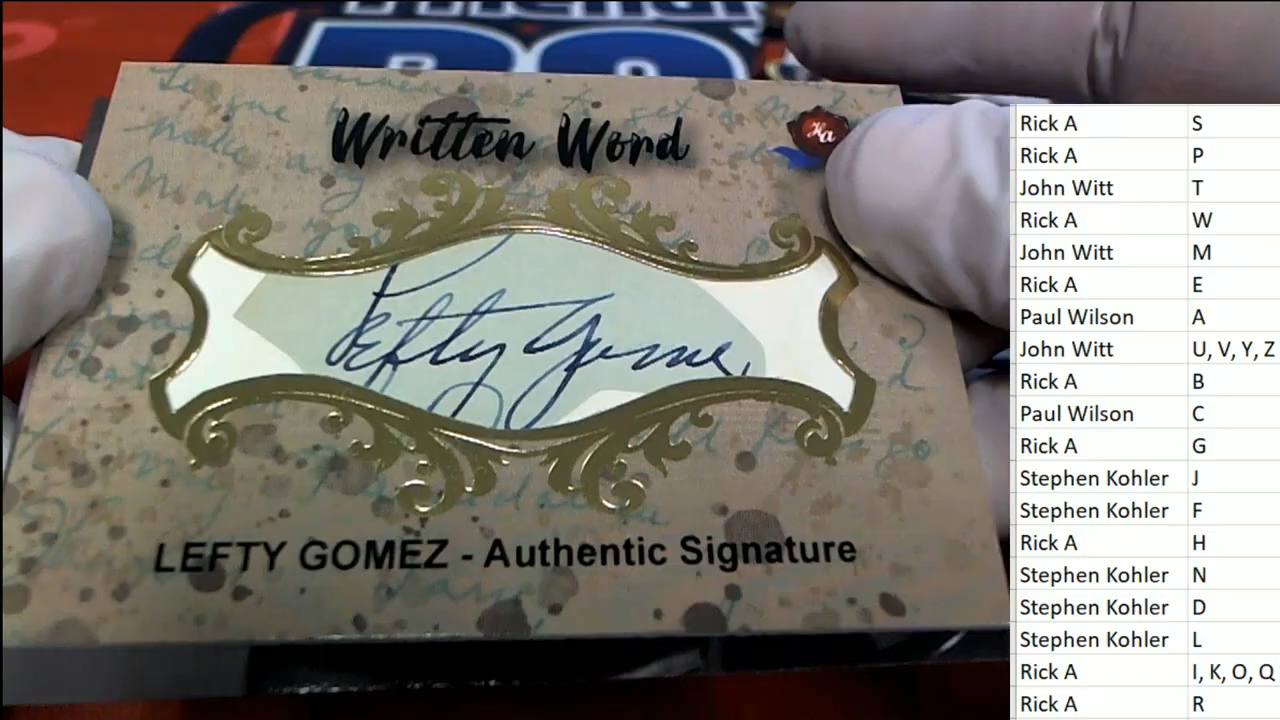 Written Word
Ha
Lefty Gomez
LEFTY GOMEZ - Authentic Signature
Rick A S
Rick A P
John Witt T
Rick A W
John Witt M
Rick A E
Paul Wilson A
John Witt U, V, Y, Z
Rick A B
Paul Wilson C
Rick A G
Stephen Kohler J
Stephen Kohler F
Rick A H
Stephen Kohler N
Stephen Kohler D
Stephen Kohler L
Rick A I, K, O, Q
Rick A R